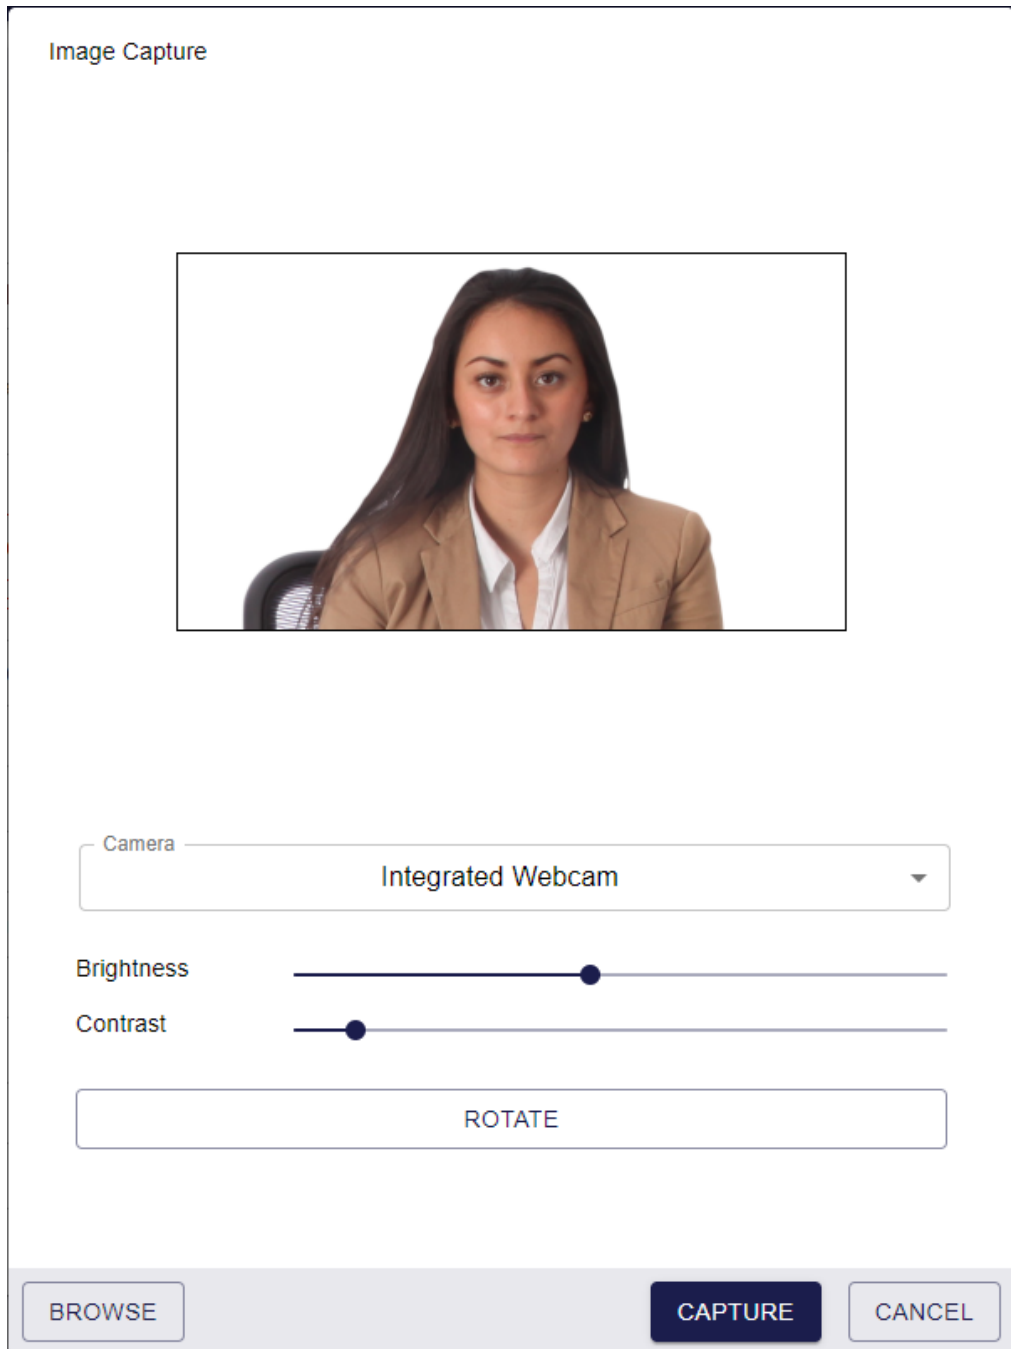 Image Capture
Camera
Integrated Webcam
Brightness
Contrast
ROTATE
BROWSE
CAPTURE
CANCEL